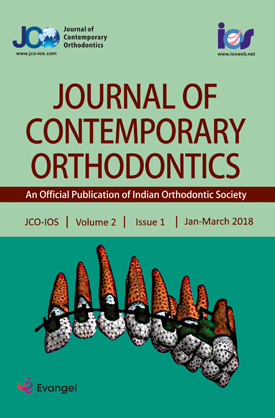 JCO
Journal of
Contemporary
Orthodontics
www.jco-ios.com
ios
www.iosweb.net
JOURNAL OF
CONTEMPORARY
ORTHODONTICS
An Official Publication of Indian Orthodontic Society
JCO-IOS | Volume 2 | Issue 1 | Jan-March 2018
Evangel